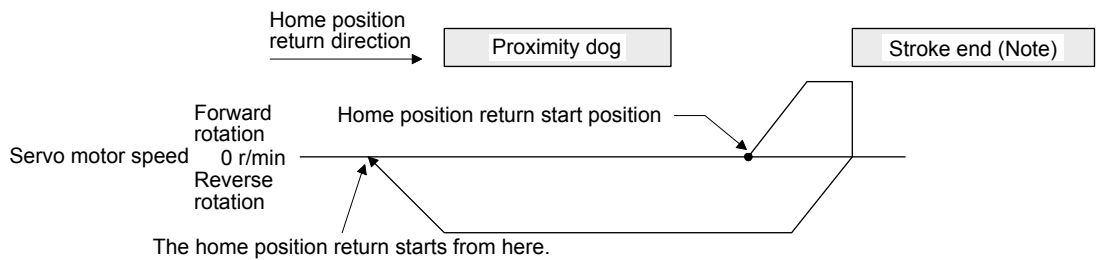 Home position
return direction
Proximity dog
Stroke end (Note)
Forward
rotation
Home position return start position
Servo motor speed
0 r/min
Reverse
rotation
The home position return starts from here.